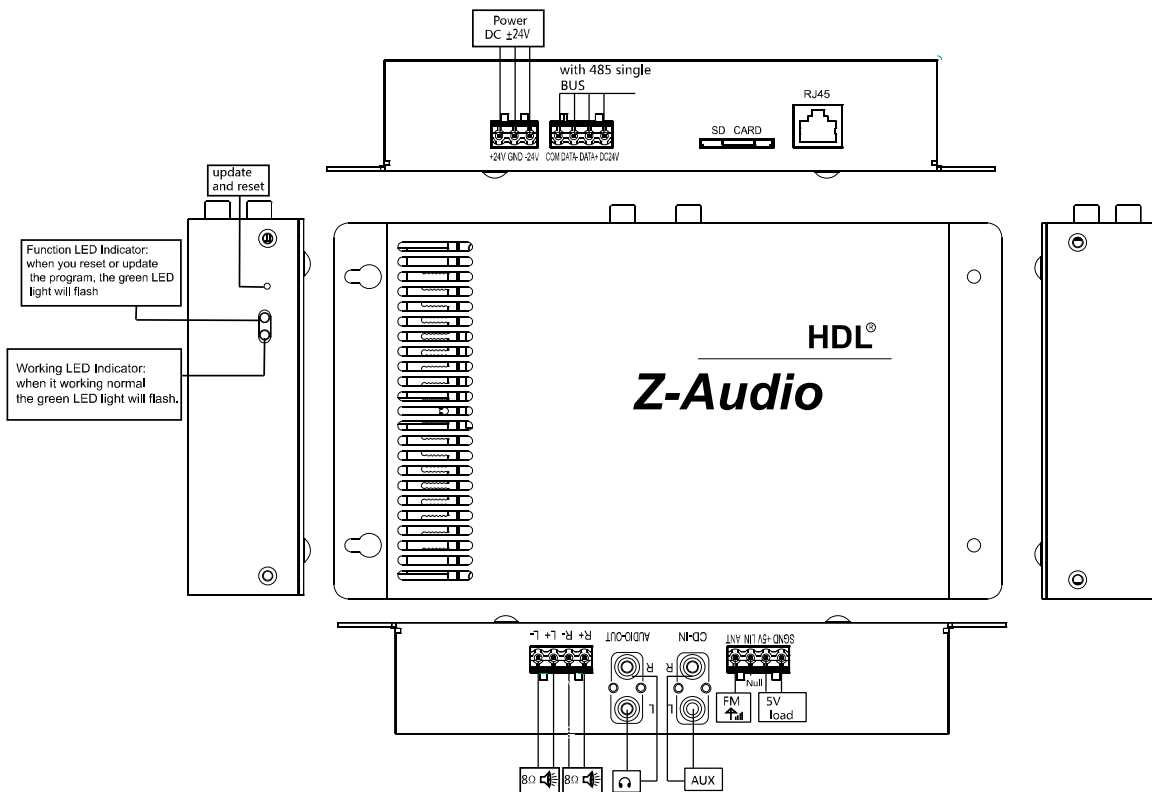 Power
DC ±24V
with 485 single
BUS
RJ45
SD CARD
+24V GND -24V
COM DATA- DATA+ DC24V
update
and reset
Function LED Indicator:
when you reset or update
the program, the green LED
light will flash
Working LED Indicator:
when it working normal
the green LED light will flash.
HDL®
Z-Audio
L- L+ R- R+
AUDIO-OUT
CD-IN
ANT LIN +5V SGND
R
R
L
L
Null
FM
5V
load
8Ω
8Ω
AUX